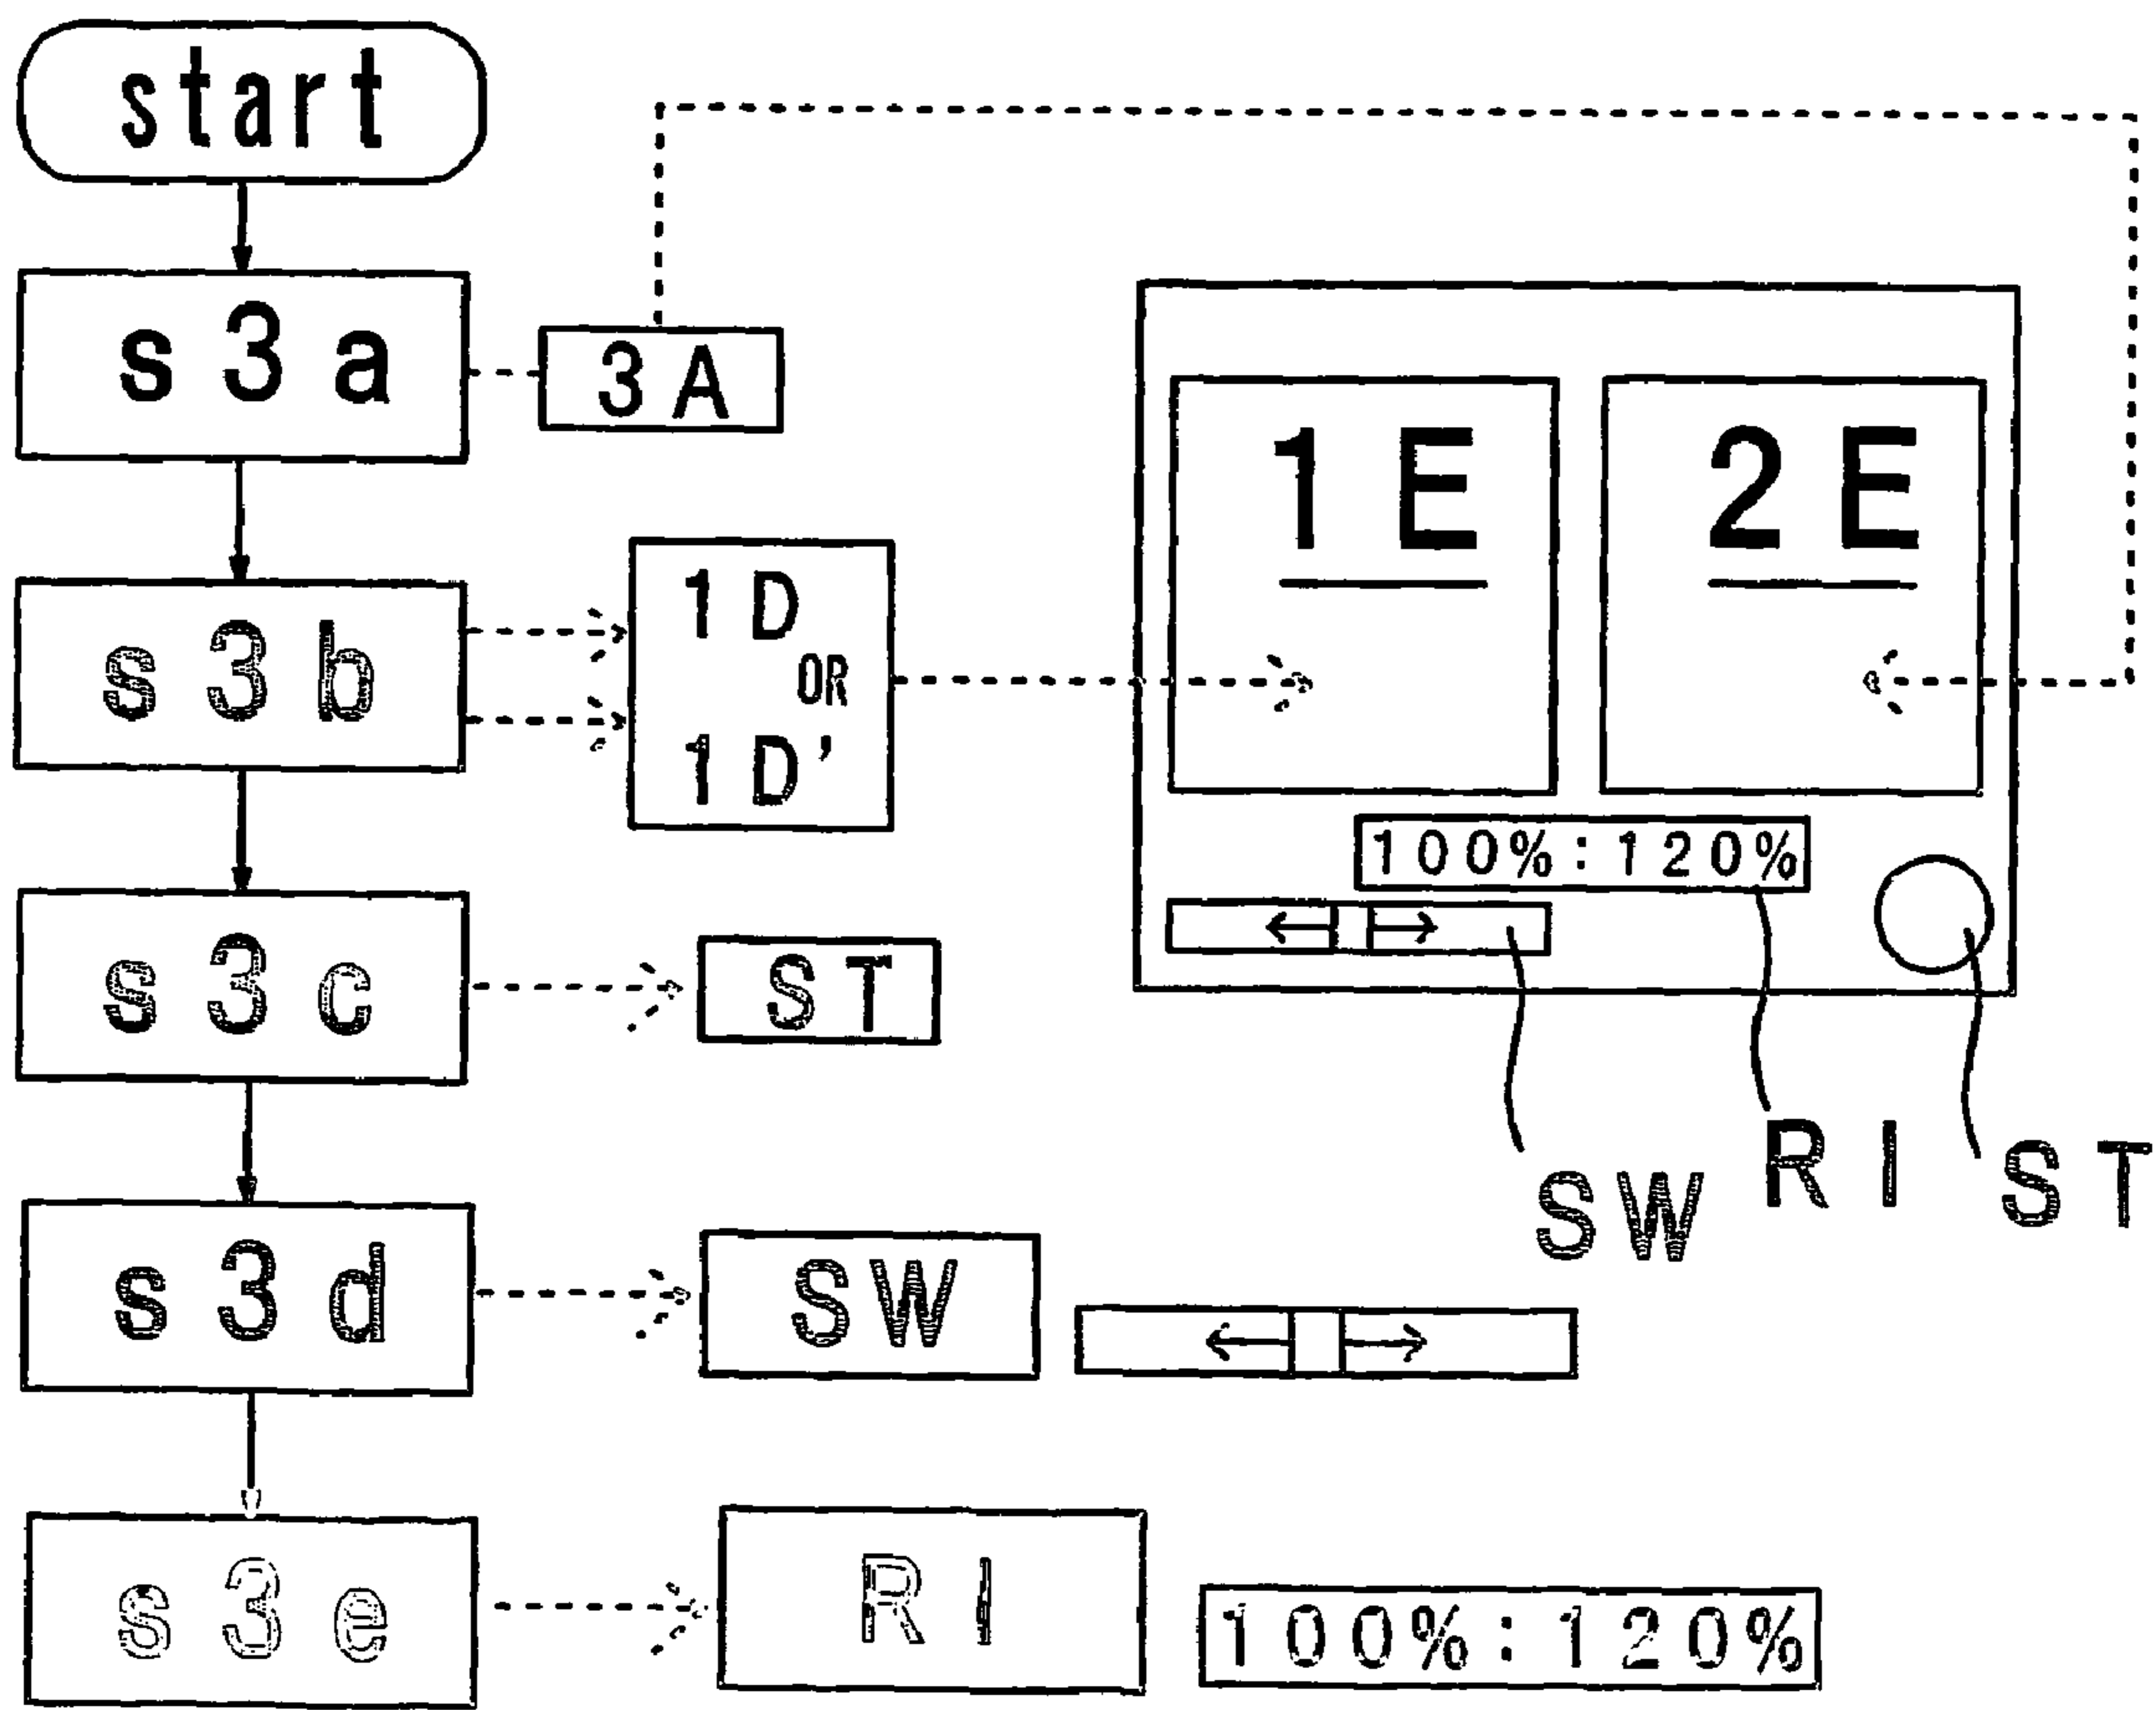 start
s3a
3A
1E
2E
s3b
1D
OR
1D'
100%:120%
s3c
ST
SW
RI
ST
s3d
SW
s3e
RI
100%:120%